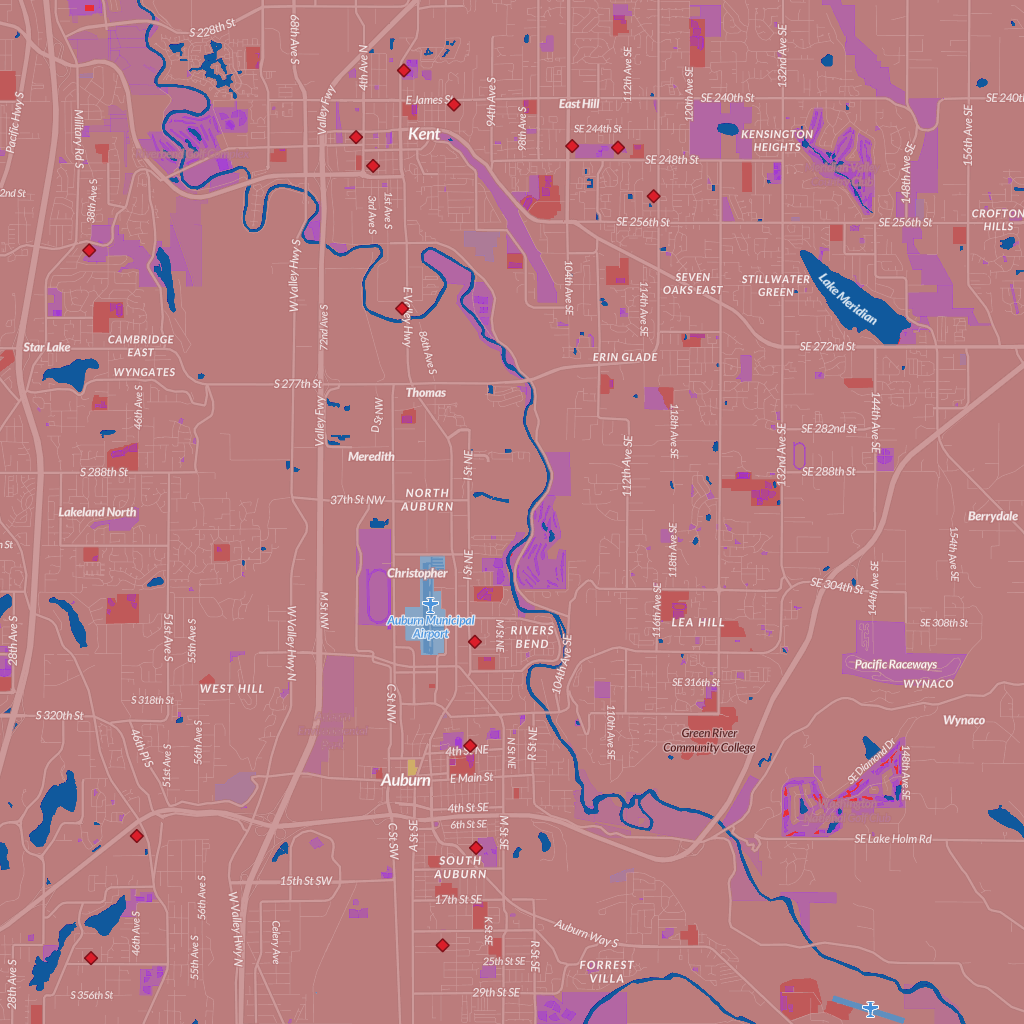 S 228th St
68th Ave S
4th Ave N
112th Ave SE
132nd Ave SE
120th Ave SE
Pacific Hwy S
Military Rd S
Valley Fwy
E James St
94th Ave S
East Hill
SE 240th St
SE 240th
98th Ave S
Kent
SE 244th St
KENSINGTON
HEIGHTS
156th Ave SE
SE 248th St
148th Ave SE
2nd St
38th Ave S
3rd Ave S
1st Ave S
SE 256th St
SE 256th St
CROFTON
HILLS
W Valley Hwy S
104th Ave SE
SEVEN
OAKS EAST
STILLWATER
GREEN
Lake Meridian
114th Ave SE
E Valley Hwy
72nd Ave S
86th Ave S
Star Lake
CAMBRIDGE
EAST
WYNGATES
ERIN GLADE
SE 272nd St
S 277th St
Thomas
46th Ave S
Valley Fwy
D St NW
118th Ave SE
144th Ave SE
SE 282nd St
132nd Ave SE
Meredith
I St NE
112th Ave SE
S 288th St
SE 288th St
37th St NW
NORTH
AUBURN
Lakeland North
Berrydale
118th Ave SE
154th Ave SE
Christopher
I St NE
SE 304th St
144th Ave SE
Auburn Municipal
Airport
28th Ave S
51st Ave S
55th Ave S
W Valley Hwy N
M St NW
M St NE
RIVERS
BEND
116th Ave SE
LEA HILL
SE 308th St
104th Ave SE
Pacific Raceways
WYNACO
WEST HILL
SE 316th St
S 318th St
C St NW
S 320th St
Wynaco
46th Pl S
51st Ave S
56th Ave S
N St NE
R St NE
110th Ave SE
Green River
Community College
4th St NE
SE Diamond Dr
148th Ave SE
Auburn
E Main St
4th St SE
6th St SE
C St SW
A St SE
M St SE
SE Lake Holm Rd
SOUTH
AUBURN
15th St SW
56th Ave S
17th St SE
W Valley Hwy N
Celery Ave
46th Ave S
55th Ave S
K St SE
R St SE
Auburn Way S
25th St SE
FORREST
VILLA
28th Ave S
S 356th St
29th St SE